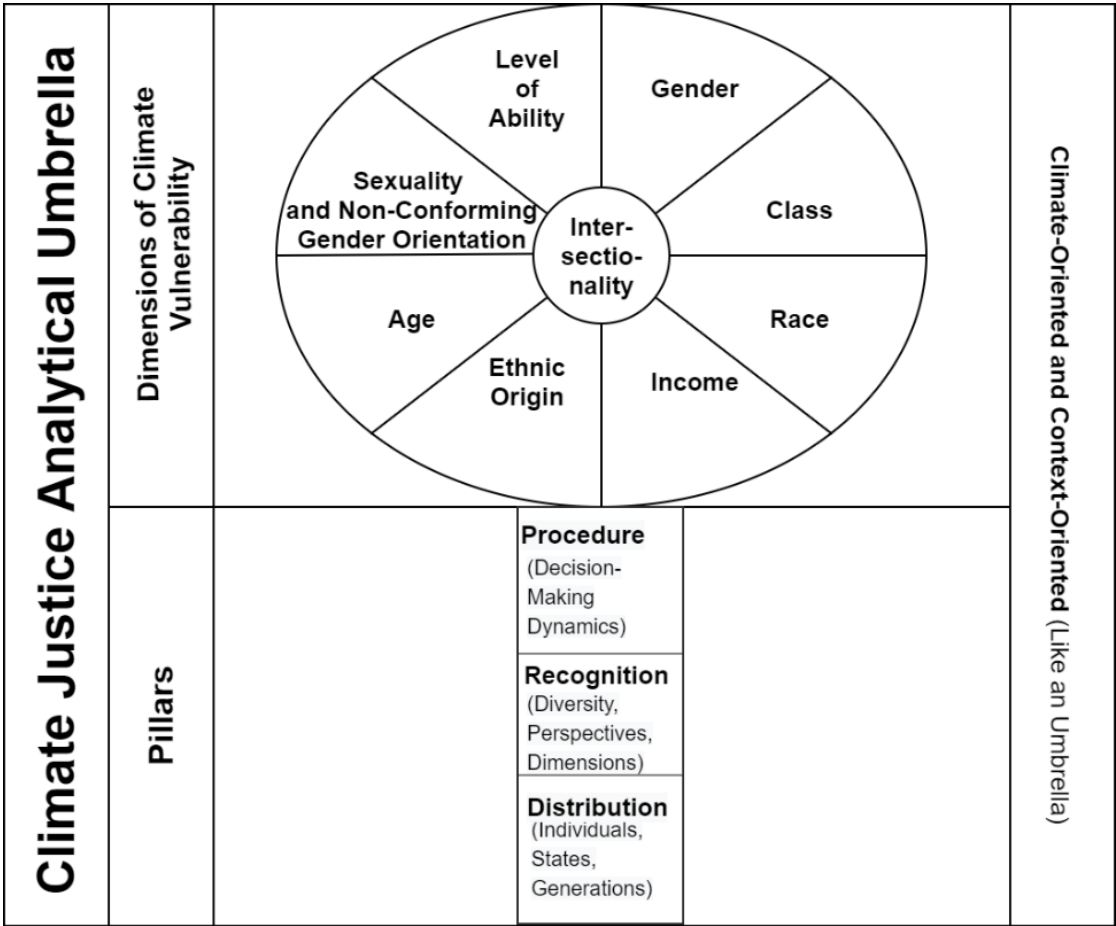 Climate Justice Analytical Umbrella
Dimensions of Climate
Vulnerability
Level
of
Ability
Gender
Sexuality
and Non-Conforming
Gender Orientation
Class
Inter-
sectio-
nality
Age
Race
Ethnic
Origin
Income
Pillars
Procedure
(Decision-
Making
Dynamics)
Recognition
(Diversity,
Perspectives,
Dimensions)
Distribution
(Individuals,
States,
Generations)
Climate-Oriented and Context-Oriented (Like an Umbrella)